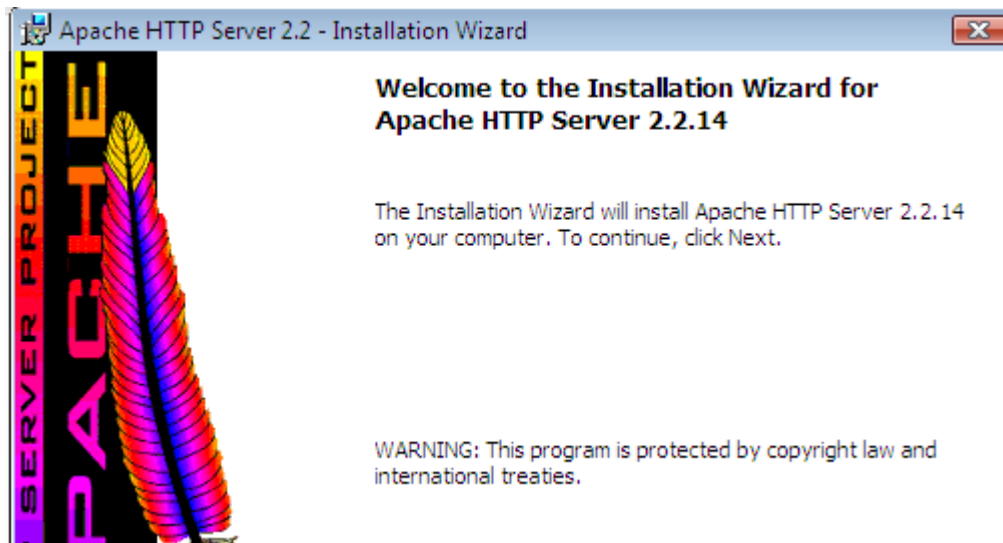 Apache HTTP Server 2.2 - Installation Wizard
SERVER PROJECT
PACHE
Welcome to the Installation Wizard for
Apache HTTP Server 2.2.14
The Installation Wizard will install Apache HTTP Server 2.2.14
on your computer. To continue, click Next.
WARNING: This program is protected by copyright law and
international treaties.